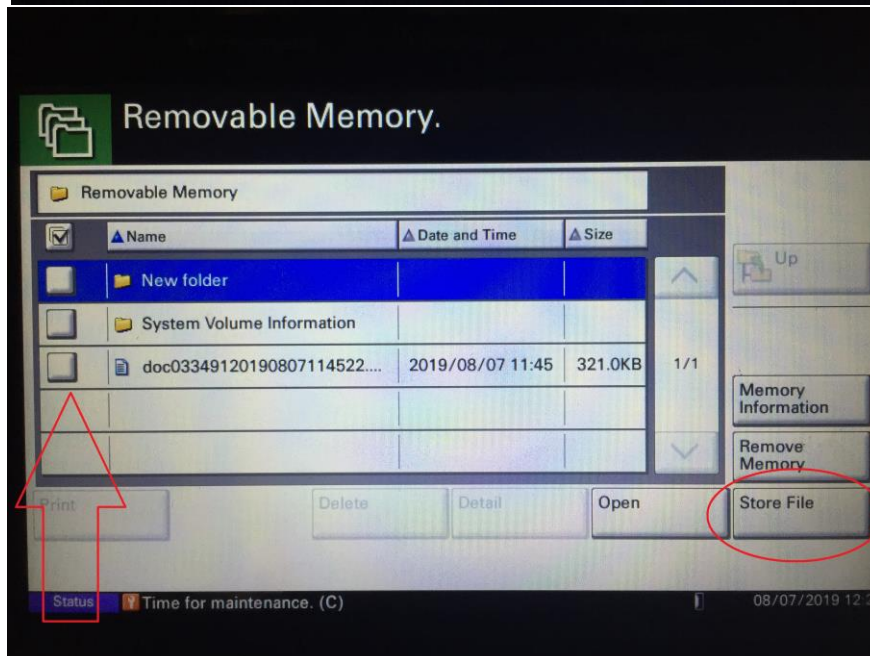 Removable Memory.
Removable Memory
Name Date and Time Size
New folder
Up
System Volume Information
doc03349120190807114522.... 2019/08/07 11:45 321.0KB 1/1
Memory
Information
Remove
Memory
Print Delete Detail Open Store File
Status Time for maintenance. (C) 08/07/2019 12:2